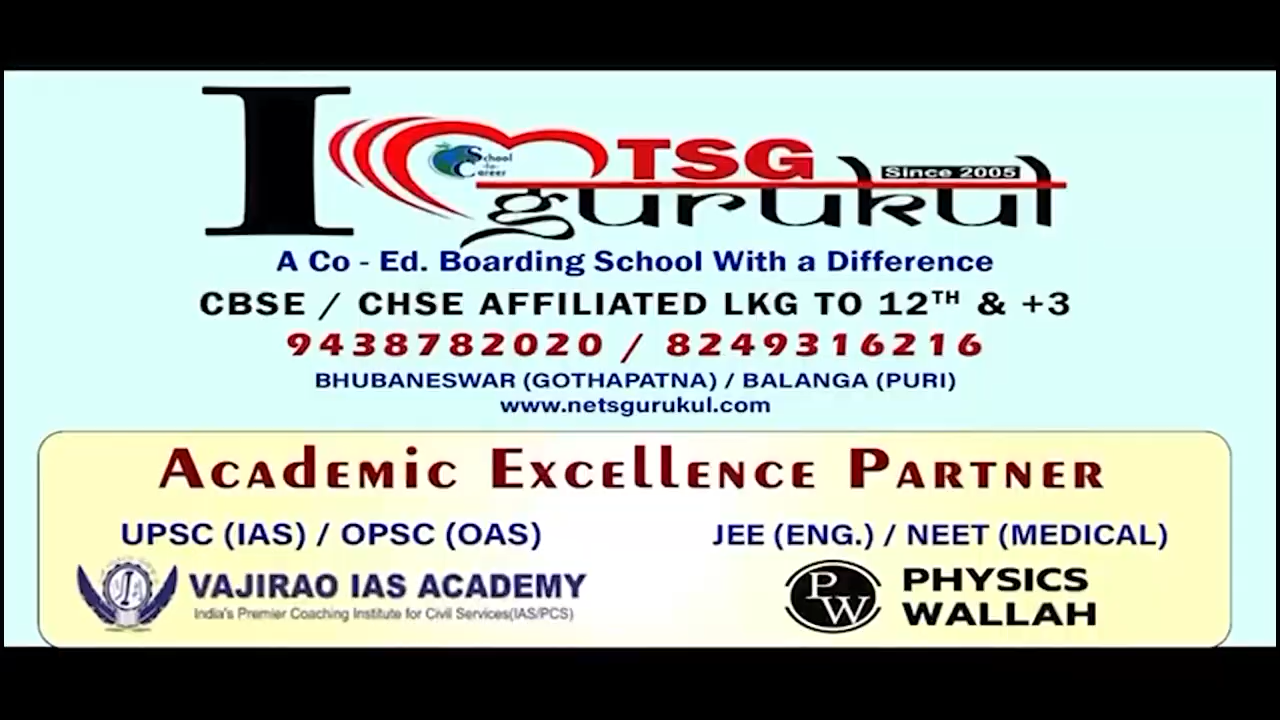 I TSG
School
-to-
Career
Since 2005
gurukul
A Co - Ed. Boarding School With a Difference
CBSE / CHSE AFFILIATED LKG TO 12TH & +3
9438782020 / 8249316216
BHUBANESWAR (GOTHAPATNA) / BALANGA (PURI)
www.netsgurukul.com
ACADEMIC EXCELLENCE PARTNER
UPSC (IAS) / OPSC (OAS)
VAJIRAO IAS ACADEMY
India's Premier Coaching Institute for Civil Services(IAS/PCS)
JEE (ENG.) / NEET (MEDICAL)
PW
PHYSICS
WALLAH